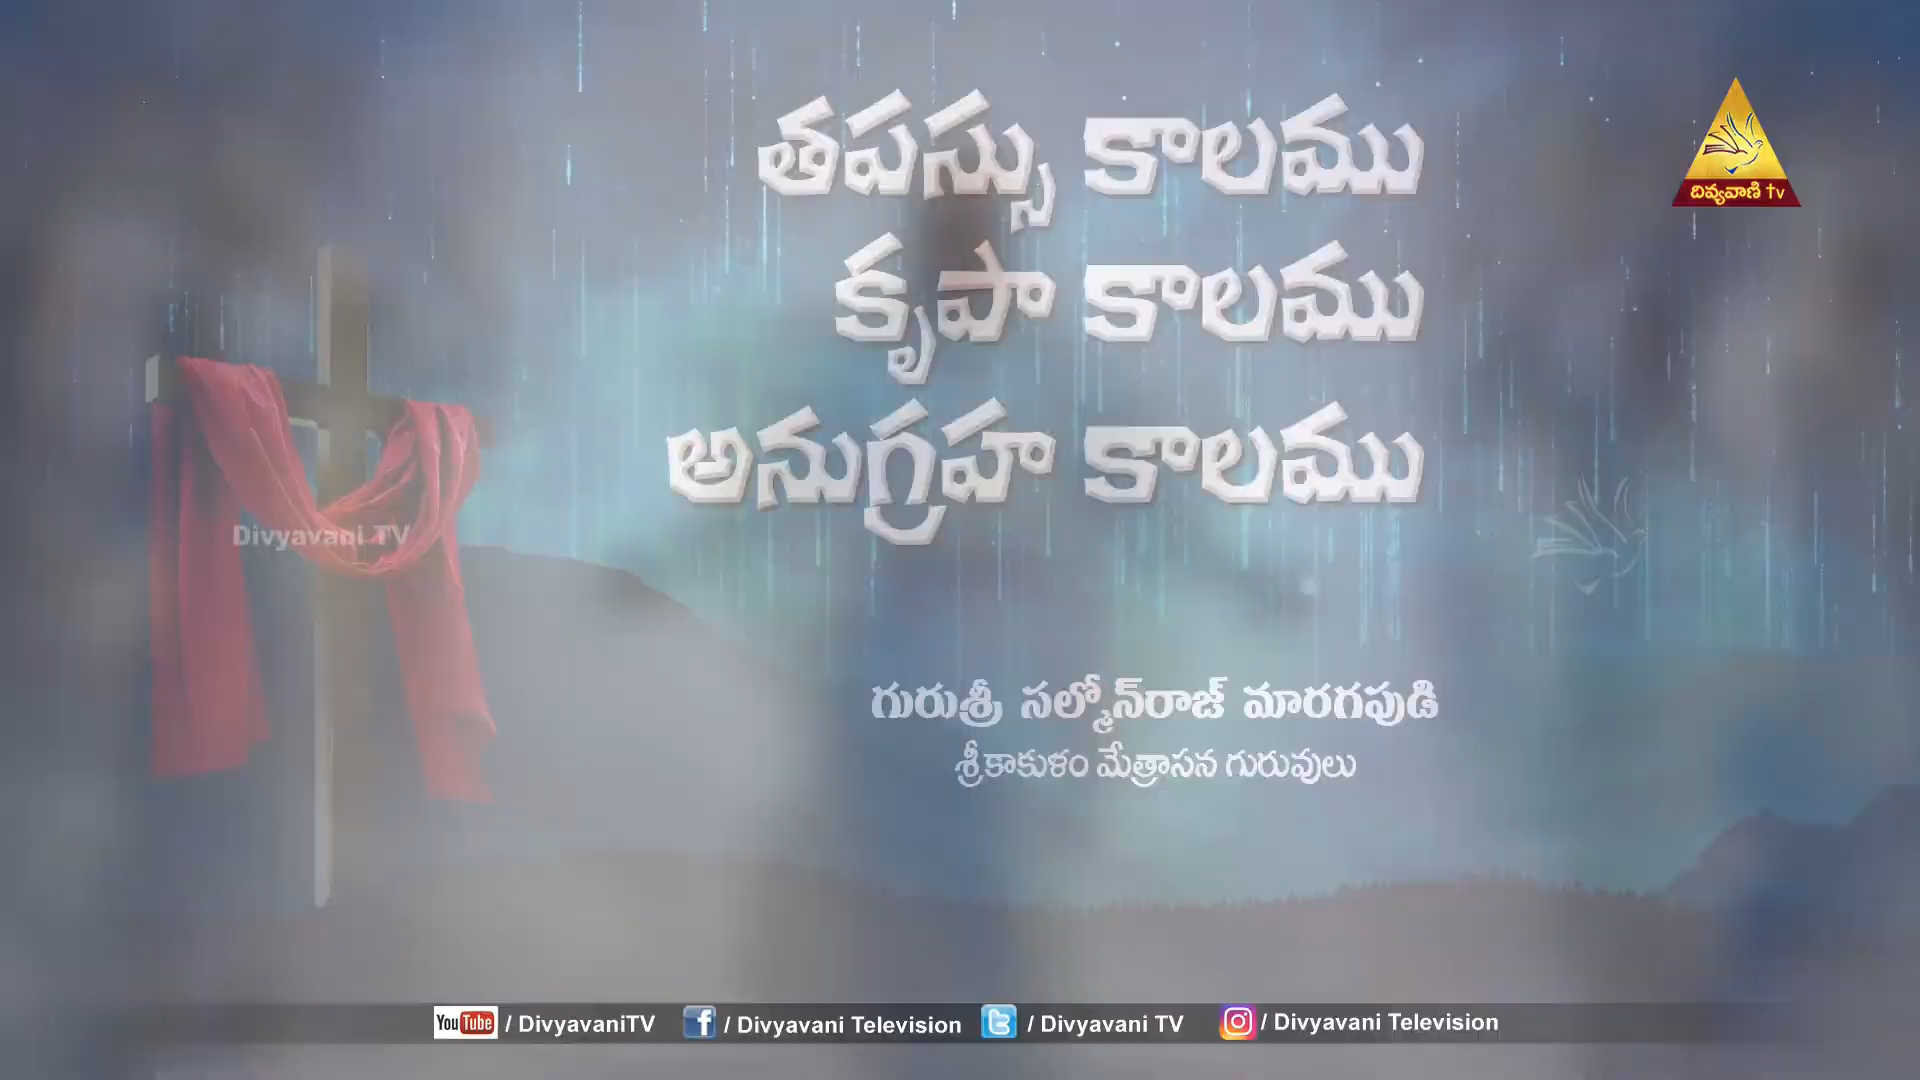 తపస్సు కాలము
దివ్యవాణి tv
కృపా కాలము
అనుగ్రహ కాలము
Divyavani TV
గురుశ్రీ సల్మోన్‌రాజ్ మారగపుడి
శ్రీకాకుళం మేత్రాసన గురువులు
YouTube / DivyavaniTV f / Divyavani Television / Divyavani TV / Divyavani Television